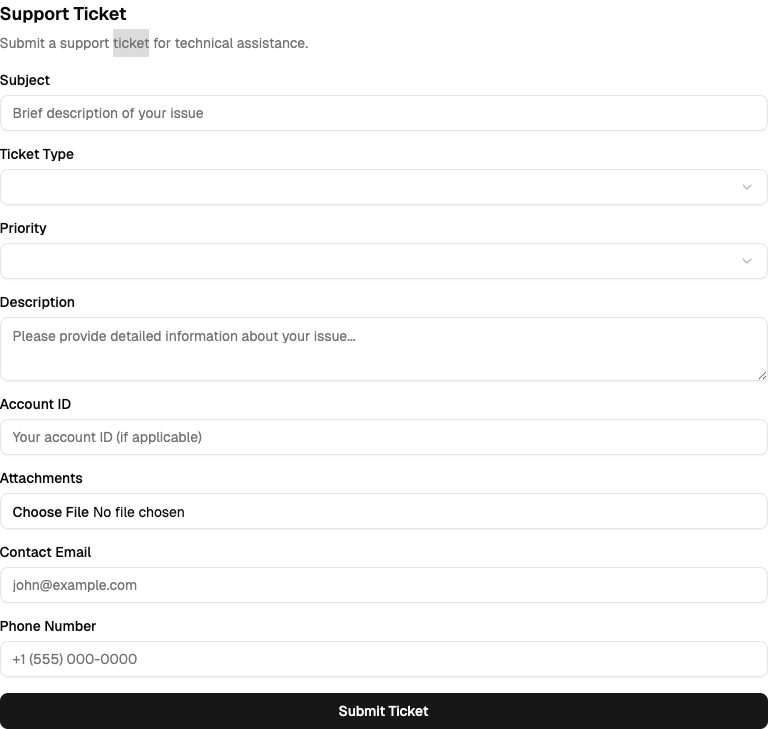 Support Ticket
Submit a support ticket for technical assistance.
Subject
Brief description of your issue
Ticket Type
Priority
Description
Please provide detailed information about your issue...
Account ID
Your account ID (if applicable)
Attachments
Choose File No file chosen
Contact Email
john@example.com
Phone Number
+1 (555) 000-0000
Submit Ticket